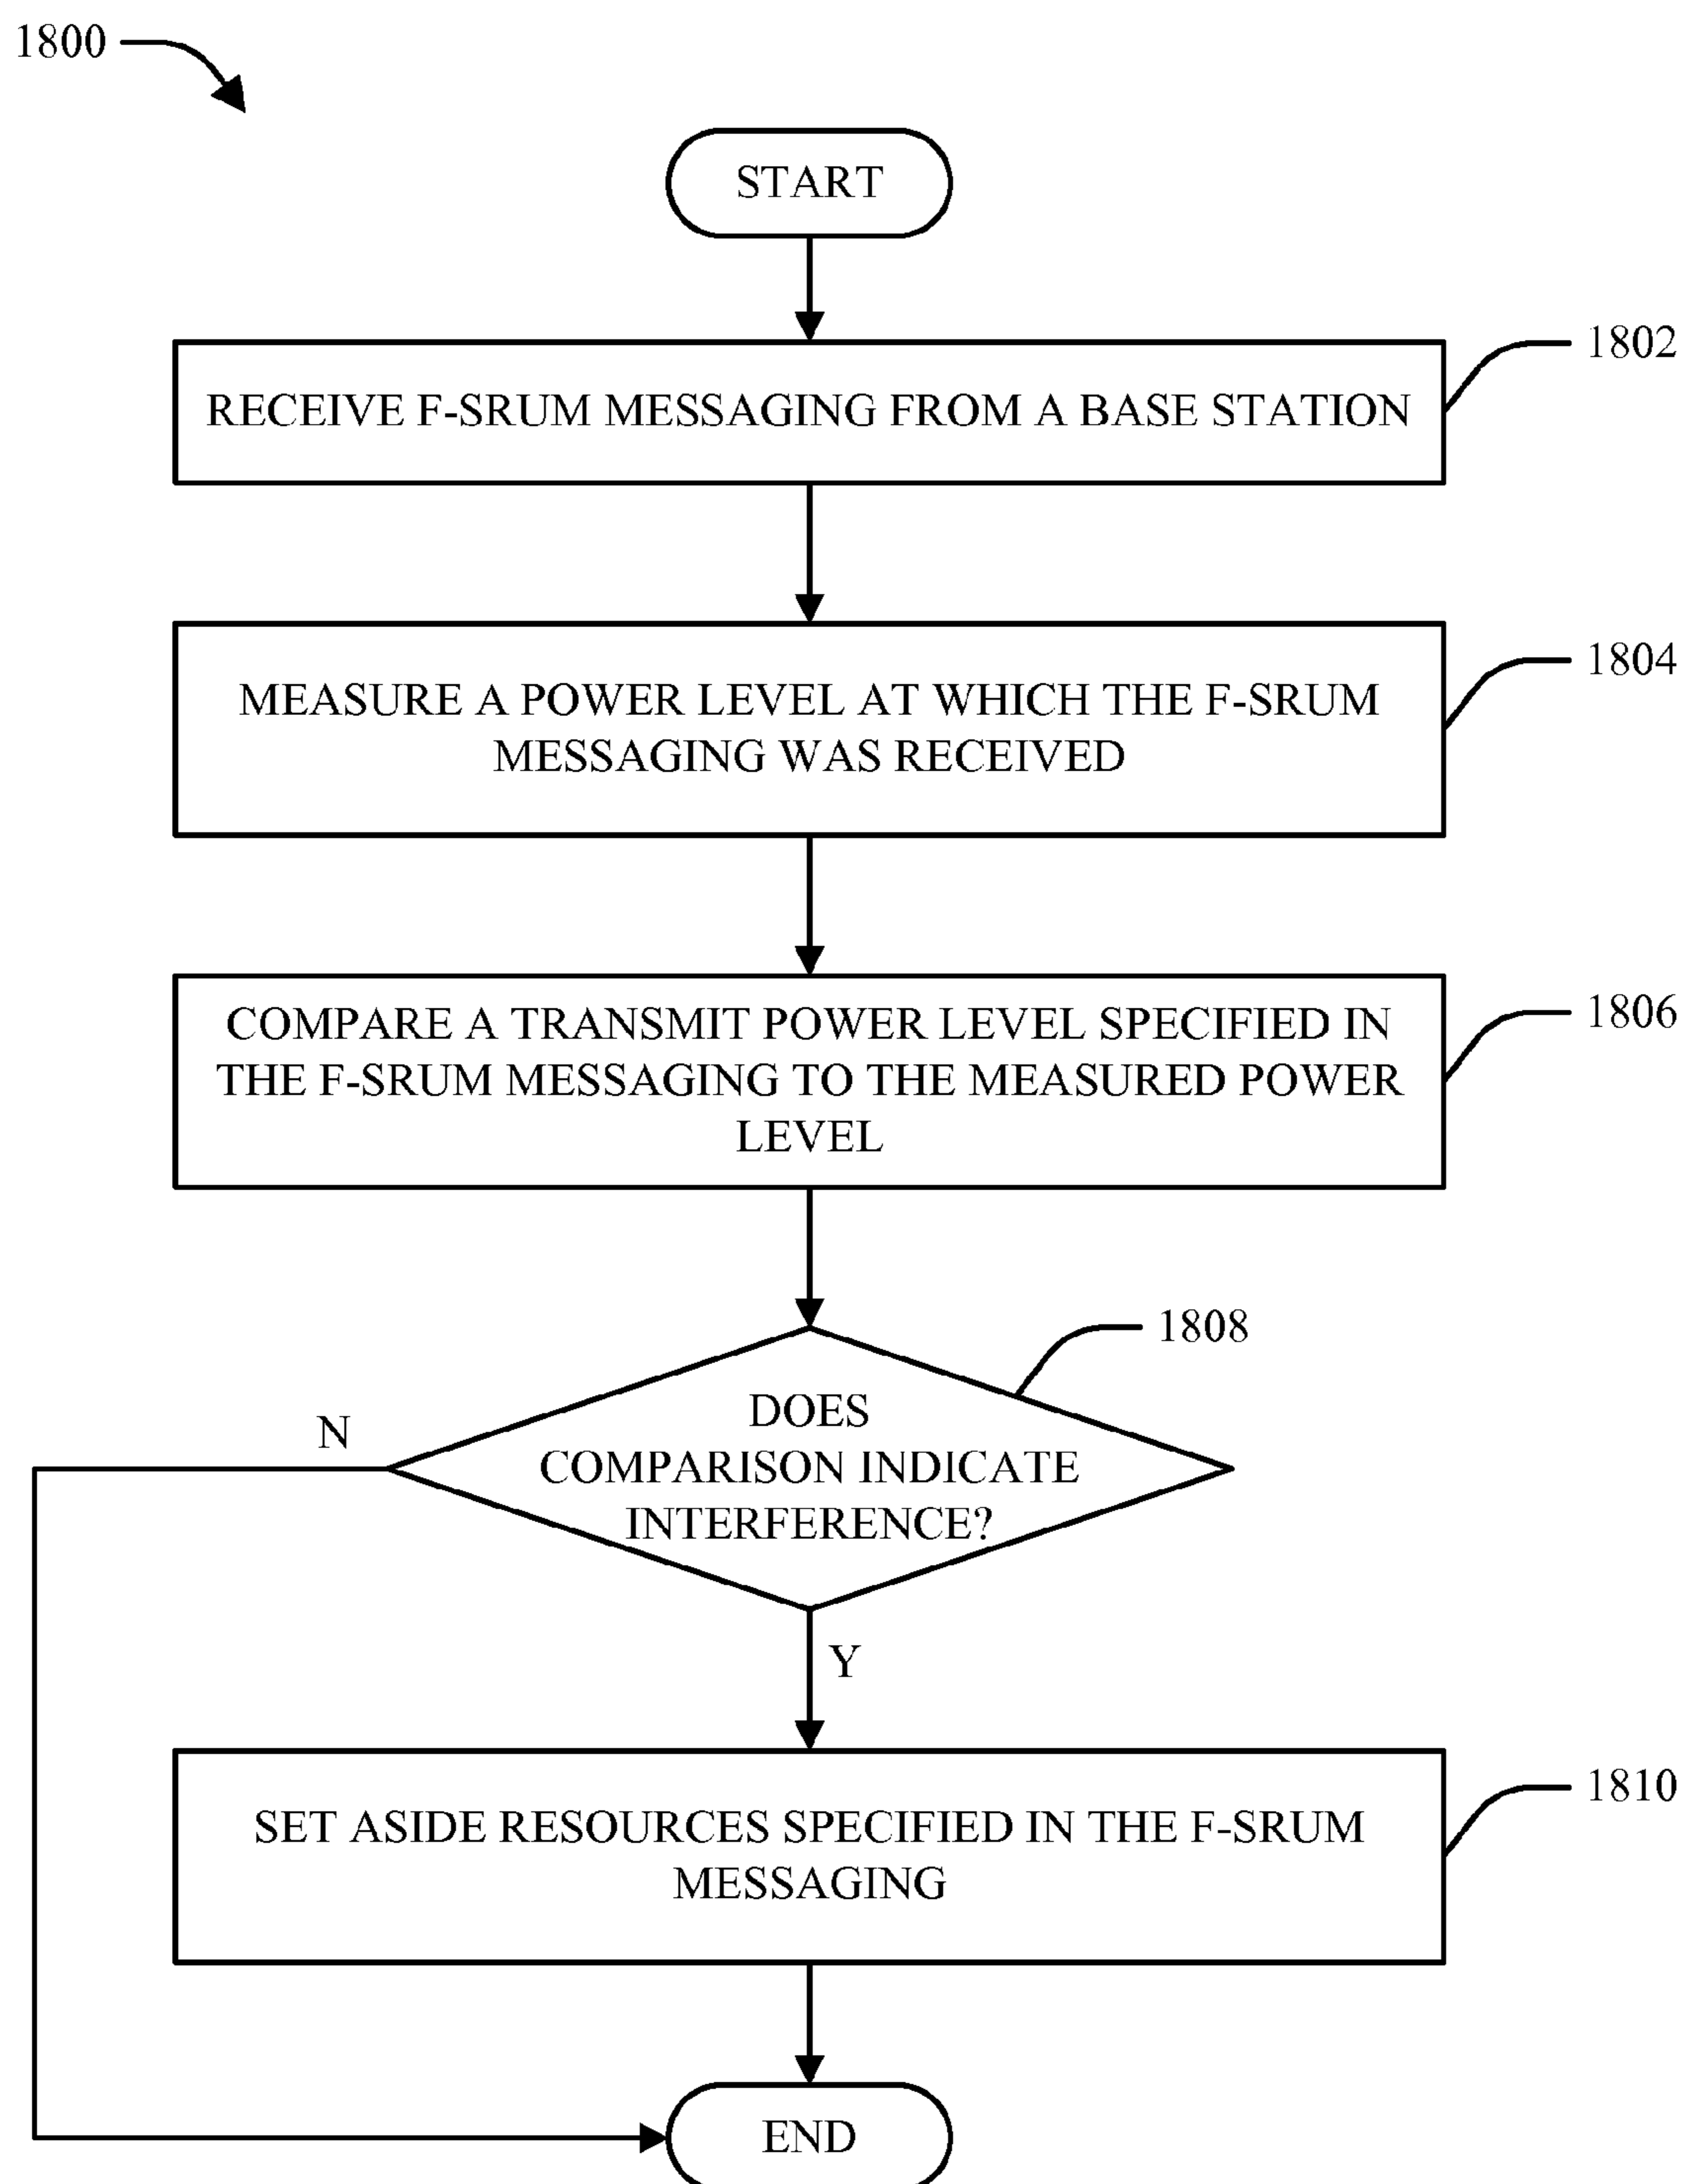 1800
START
1802
RECEIVE F-SRUM MESSAGING FROM A BASE STATION
1804
MEASURE A POWER LEVEL AT WHICH THE F-SRUM
MESSAGING WAS RECEIVED
1806
COMPARE A TRANSMIT POWER LEVEL SPECIFIED IN
THE F-SRUM MESSAGING TO THE MEASURED POWER
LEVEL
1808
DOES
COMPARISON INDICATE
INTERFERENCE?
N
Y
1810
SET ASIDE RESOURCES SPECIFIED IN THE F-SRUM
MESSAGING
END